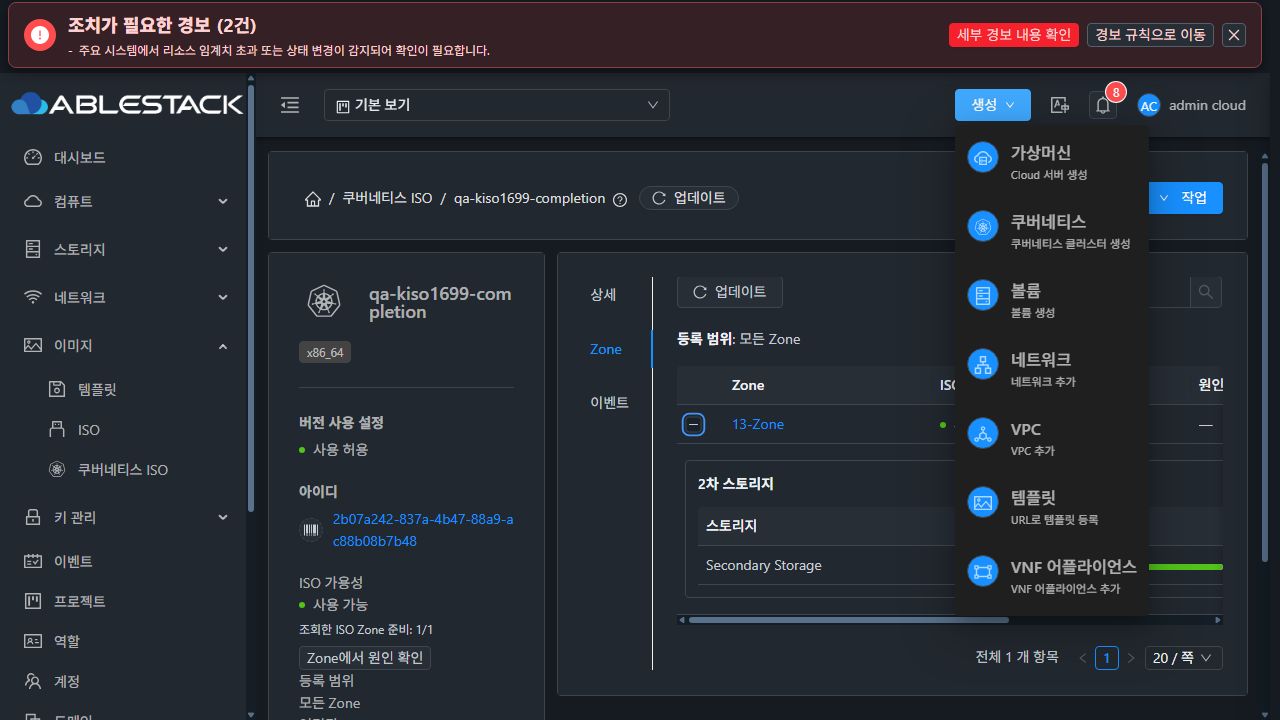 조치가 필요한 경보 (2건)
- 주요 시스템에서 리소스 임계치 초과 또는 상태 변경이 감지되어 확인이 필요합니다.
세부 경보 내용 확인
경보 규칙으로 이동
ABLESTACK
기본 보기
생성
8
AC
admin cloud
대시보드
컴퓨트
스토리지
네트워크
이미지
템플릿
ISO
쿠버네티스 ISO
키 관리
이벤트
프로젝트
역할
계정
/ 쿠버네티스 ISO / qa-kiso1699-completion
업데이트
작업
qa-kiso1699-com
pletion
x86_64
버전 사용 설정
사용 허용
아이디
2b07a242-837a-4b47-88a9-a
c88b08b7b48
ISO 가용성
사용 가능
조회한 ISO Zone 준비: 1/1
Zone에서 원인 확인
등록 범위
모든 Zone
상세
Zone
이벤트
업데이트
등록 범위: 모든 Zone
Zone
원인
13-Zone
—
2차 스토리지
스토리지
Secondary Storage
전체 1 개 항목
1
20 / 쪽
가상머신
Cloud 서버 생성
쿠버네티스
쿠버네티스 클러스터 생성
볼륨
볼륨 생성
네트워크
네트워크 추가
VPC
VPC 추가
템플릿
URL로 템플릿 등록
VNF 어플라이언스
VNF 어플라이언스 추가